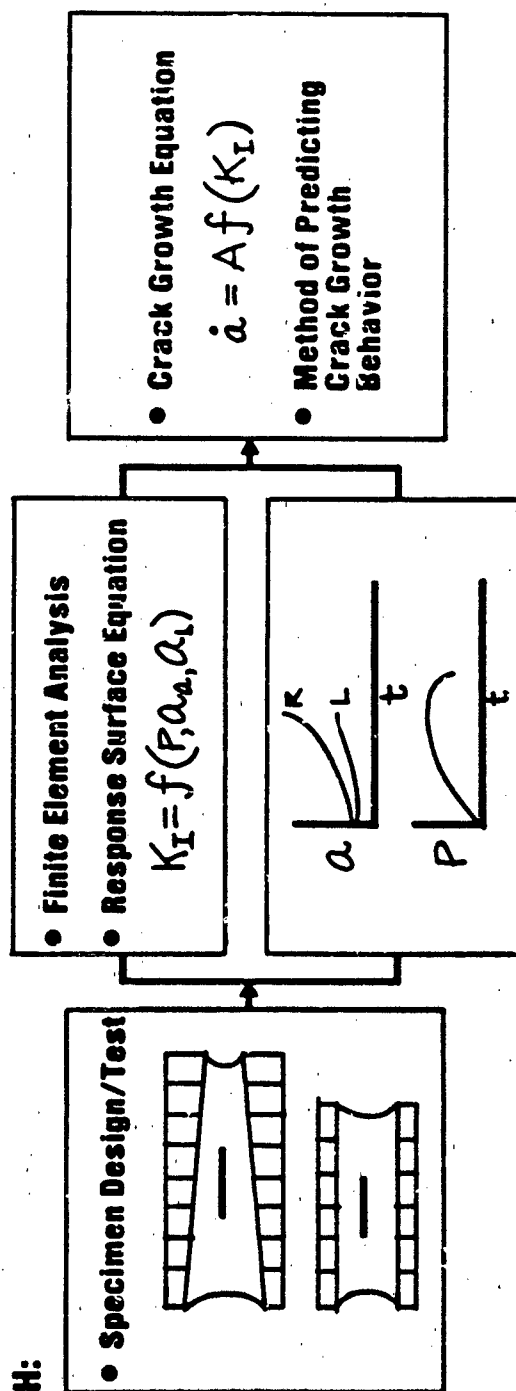 H:
● Specimen Design/Test
● Finite Element Analysis
● Response Surface Equation
K_I = f(P, a_R, a_L)
a
R
L
t
P
t
● Crack Growth Equation
ȧ = A f(K_I)
● Method of Predicting
Crack Growth
Behavior